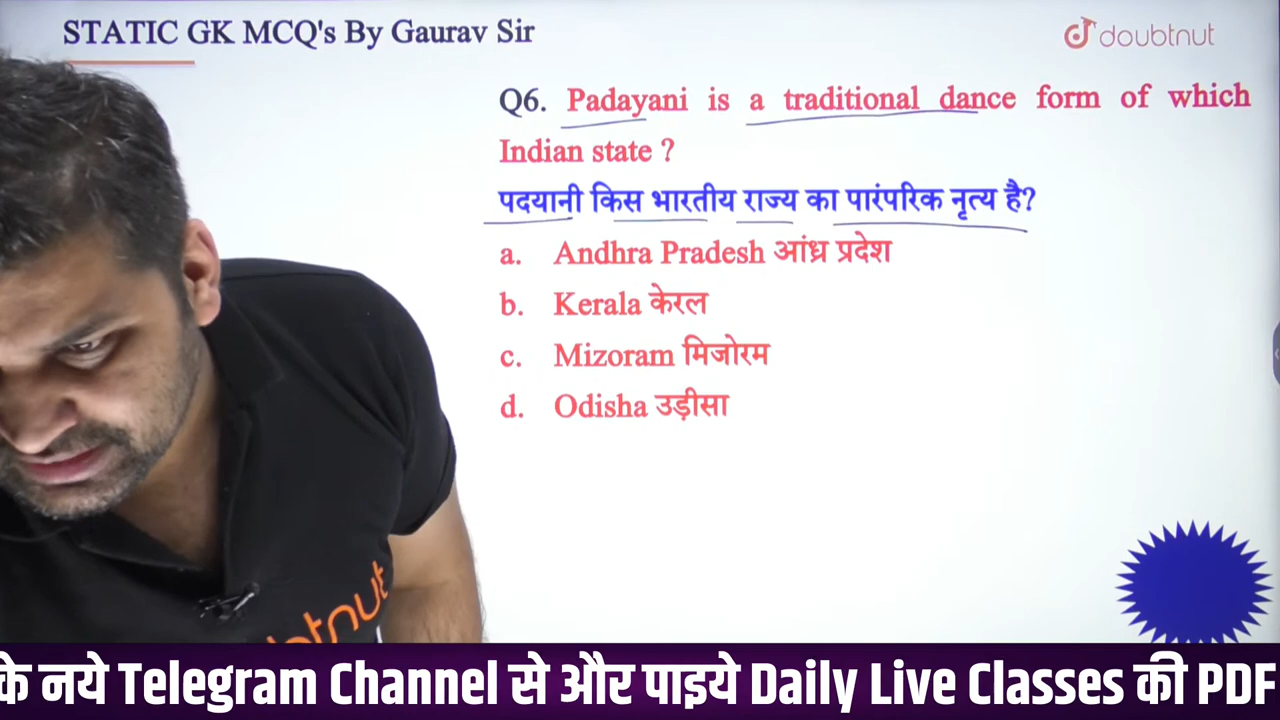 STATIC GK MCQ's By Gaurav Sir
doubtnut
Q6. Padayani is a traditional dance form of which
Indian state ?
पदयानी किस भारतीय राज्य का पारंपरिक नृत्य है?
a. Andhra Pradesh आंध्र प्रदेश
b. Kerala केरल
c. Mizoram मिजोरम
d. Odisha उड़ीसा
के नये Telegram Channel से और पाइये Daily Live Classes की PDF